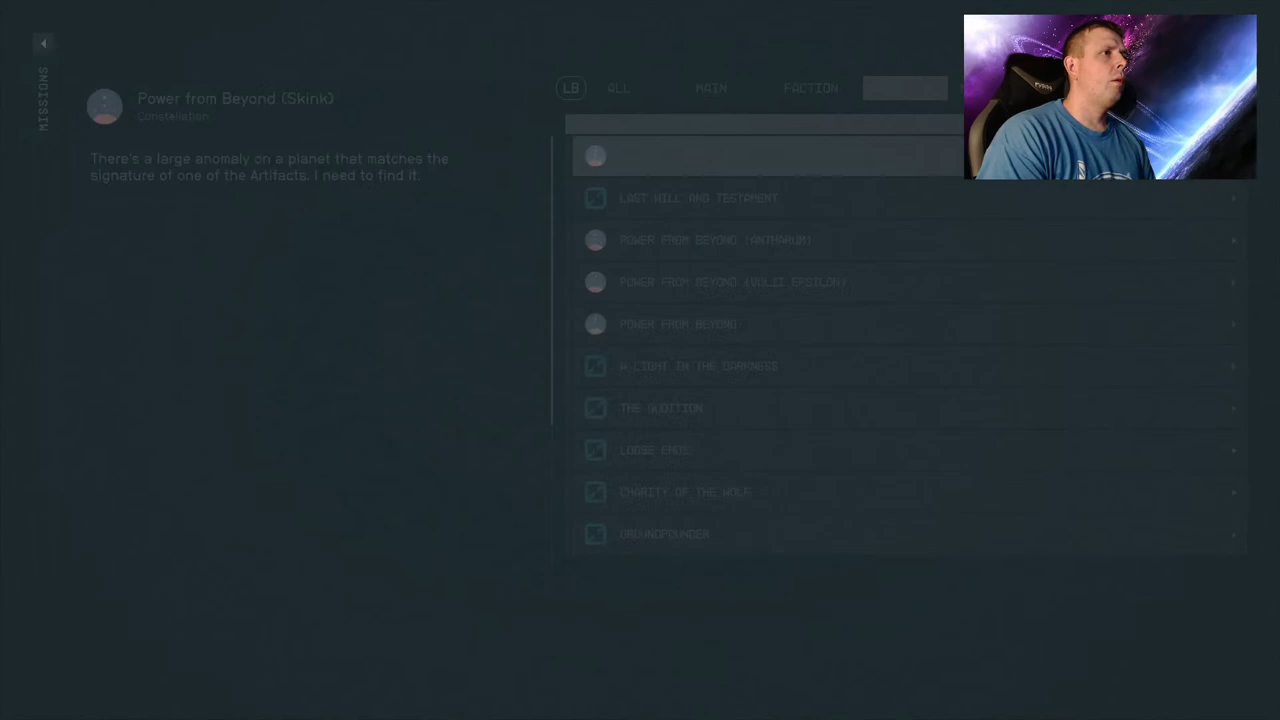 MISSIONS
Power from Beyond (Skink)
Constellation
There's a large anomaly on a planet that matches the
signature of one of the Artifacts. I need to find it.
LB ALL MAIN FACTION
LAST WILL AND TESTAMENT
POWER FROM BEYOND (ANTHARUM)
POWER FROM BEYOND (VOLII EPSILON)
POWER FROM BEYOND
A LIGHT IN THE DARKNESS
THE AUDITION
LOOSE ENDS
CHARITY OF THE WOLF
GROUNDPOUNDER